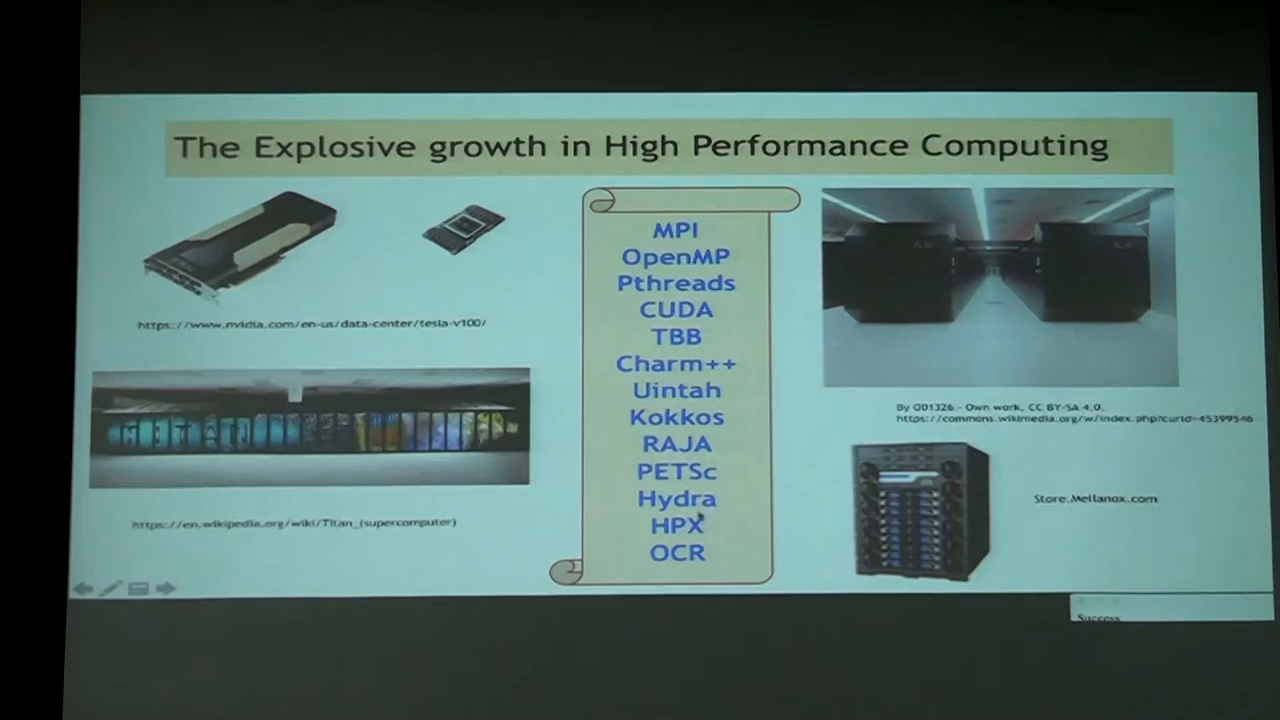 The Explosive growth in High Performance Computing
https://www.nvidia.com/en-us/data-center/tesla-v100/
https://en.wikipedia.org/wiki/Titan_(supercomputer)
MPI
OpenMP
Pthreads
CUDA
TBB
Charm++
Uintah
Kokkos
RAJA
PETSc
Hydra
HPX
OCR
By O01326 - Own work, CC BY-SA 4.0,
https://commons.wikimedia.org/w/index.php?curid=45399546
Store.Mellanox.com
TITAN
Success